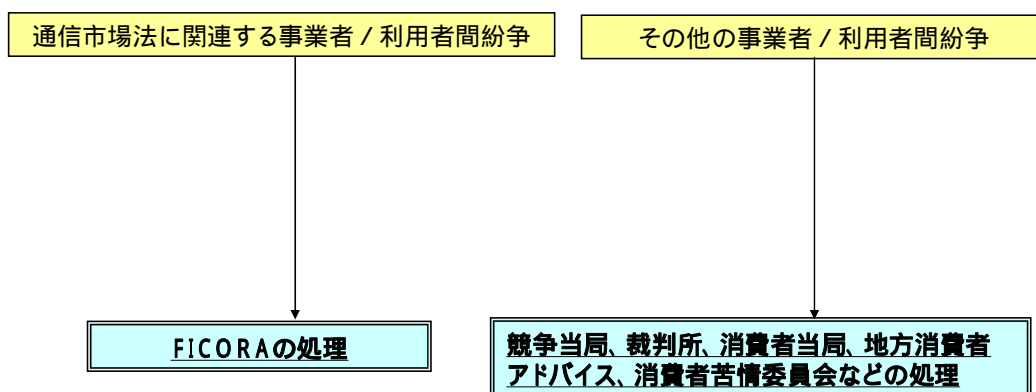 通信市場法に関連する事業者/利用者間紛争
その他の事業者/利用者間紛争
FICORAの処理
競争当局、裁判所、消費者当局、地方消費者
アドバイス、消費者苦情委員会などの処理